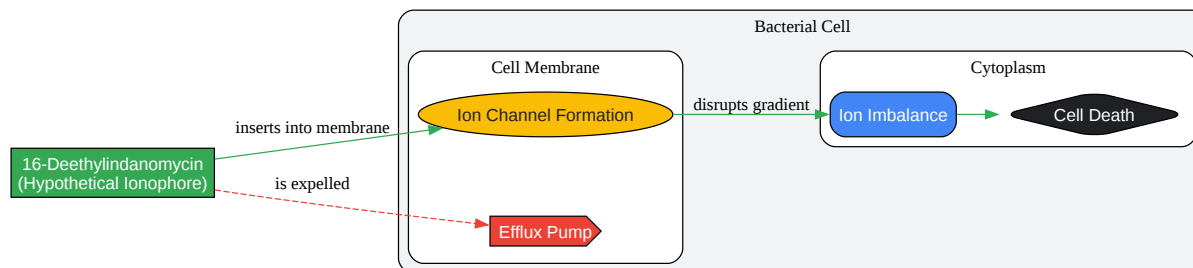 Bacterial Cell
Cell Membrane
Cytoplasm
Ion Channel Formation
disrupts gradient
Ion Imbalance
Cell Death
inserts into membrane
16-Deethylindanomycin
(Hypothetical Ionophore)
is expelled
Efflux Pump